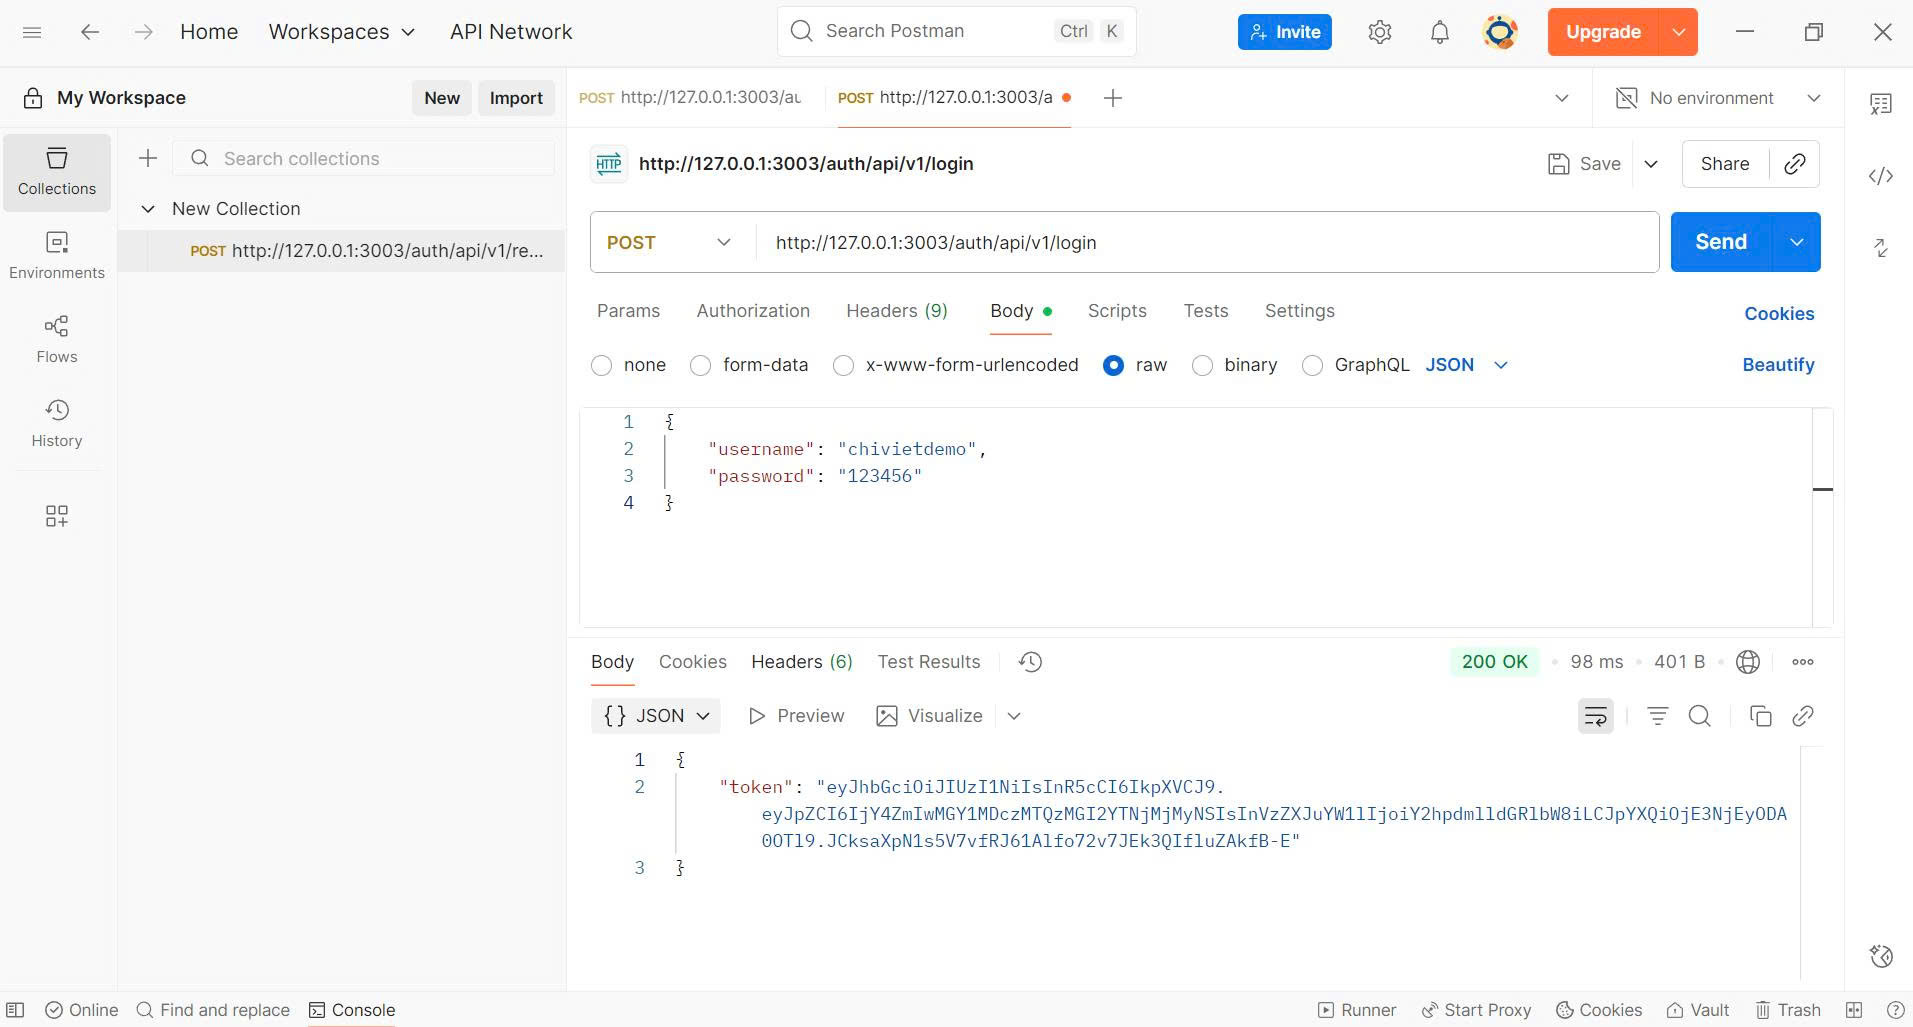 Home
Workspaces
API Network
Search Postman
Ctrl K
Invite
Upgrade
My Workspace
New
Import
POST http://127.0.0.1:3003/au
POST http://127.0.0.1:3003/a
No environment
Collections
Environments
Flows
History
Search collections
New Collection
POST http://127.0.0.1:3003/auth/api/v1/re...
HTTP
http://127.0.0.1:3003/auth/api/v1/login
Save
Share
POST
http://127.0.0.1:3003/auth/api/v1/login
Send
Params
Authorization
Headers (9)
Body
Scripts
Tests
Settings
Cookies
none
form-data
x-www-form-urlencoded
raw
binary
GraphQL
JSON
Beautify
1 {
2 "username": "chivietdemo",
3 "password": "123456"
4 }
Body
Cookies
Headers (6)
Test Results
200 OK
98 ms
401 B
{} JSON
Preview
Visualize
1 {
2 "token": "eyJhbGciOiJIUzI1NiIsInR5cCI6IkpXVCJ9.
eyJpZCI6IjY4ZmIwMGY1MDczMTQzMGI2YTNjMjMyNSIsInVzZXJuYW1lIjoiY2hpdmlldGRlbW8iLCJpYXQiOjE3NjEyODA
0OTl9.JCksaXpN1s5V7vfRJ61Alfo72v7JEk3QIfluZAkfB-E"
3 }
Online
Find and replace
Console
Runner
Start Proxy
Cookies
Vault
Trash